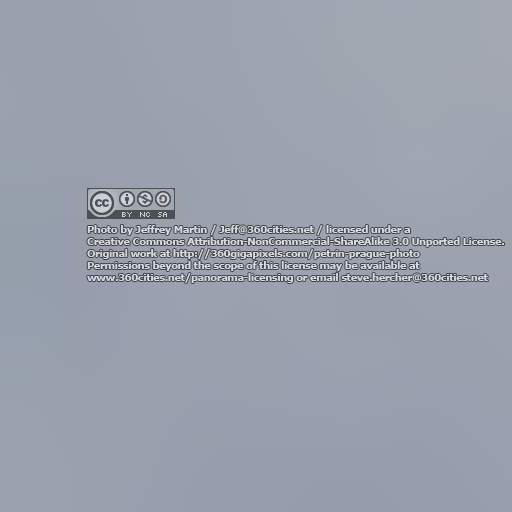 cc BY NC SA
Photo by Jeffrey Martin / Jeff@360cities.net / licensed under a
Creative Commons Attribution-NonCommercial-ShareAlike 3.0 Unported License.
Original work at http://360gigapixels.com/petrin-prague-photo
Permissions beyond the scope of this license may be available at
www.360cities.net/panorama-licensing or email steve.hercher@360cities.net